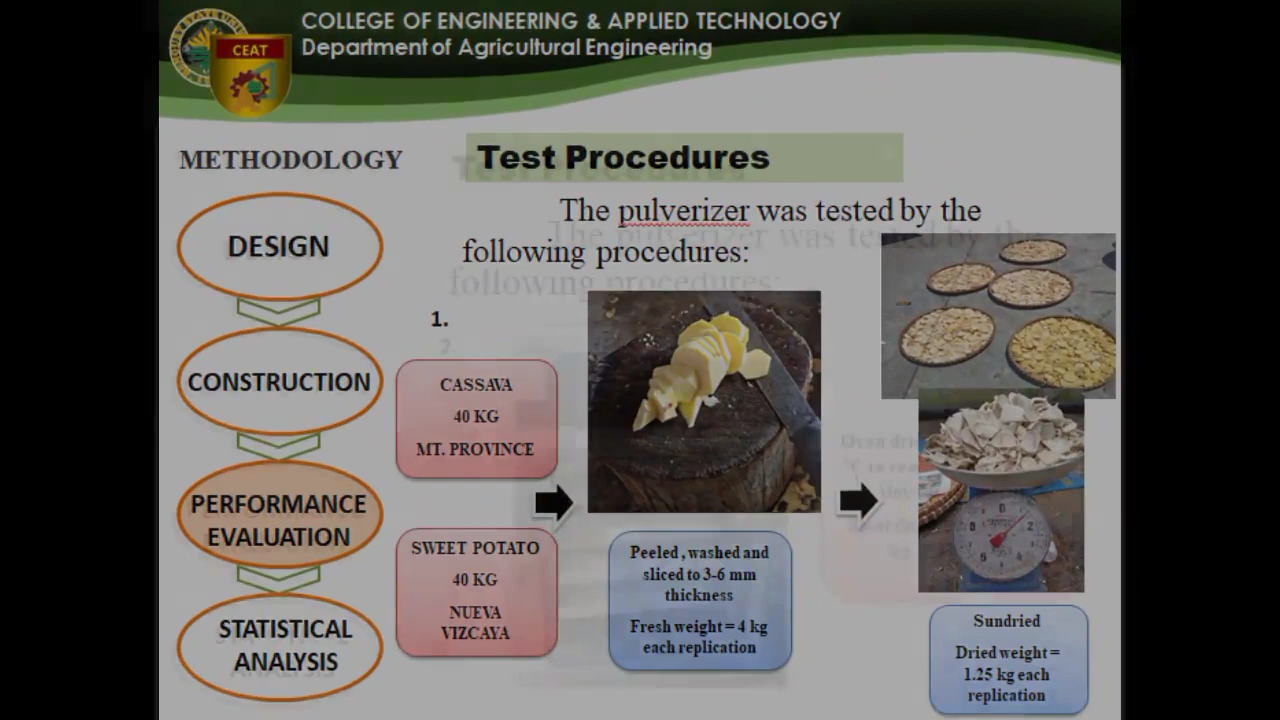 COLLEGE OF ENGINEERING & APPLIED TECHNOLOGY
Department of Agricultural Engineering
CEAT
METHODOLOGY
DESIGN
CONSTRUCTION
PERFORMANCE
EVALUATION
STATISTICAL
ANALYSIS
Test Procedures
The pulverizer was tested by the
following procedures:
1.
CASSAVA
40 KG
MT. PROVINCE
SWEET POTATO
40 KG
NUEVA
VIZCAYA
Peeled , washed and
sliced to 3-6 mm
thickness
Fresh weight = 4 kg
each replication
Sundried
Dried weight =
1.25 kg each
replication
2.
Oven drie